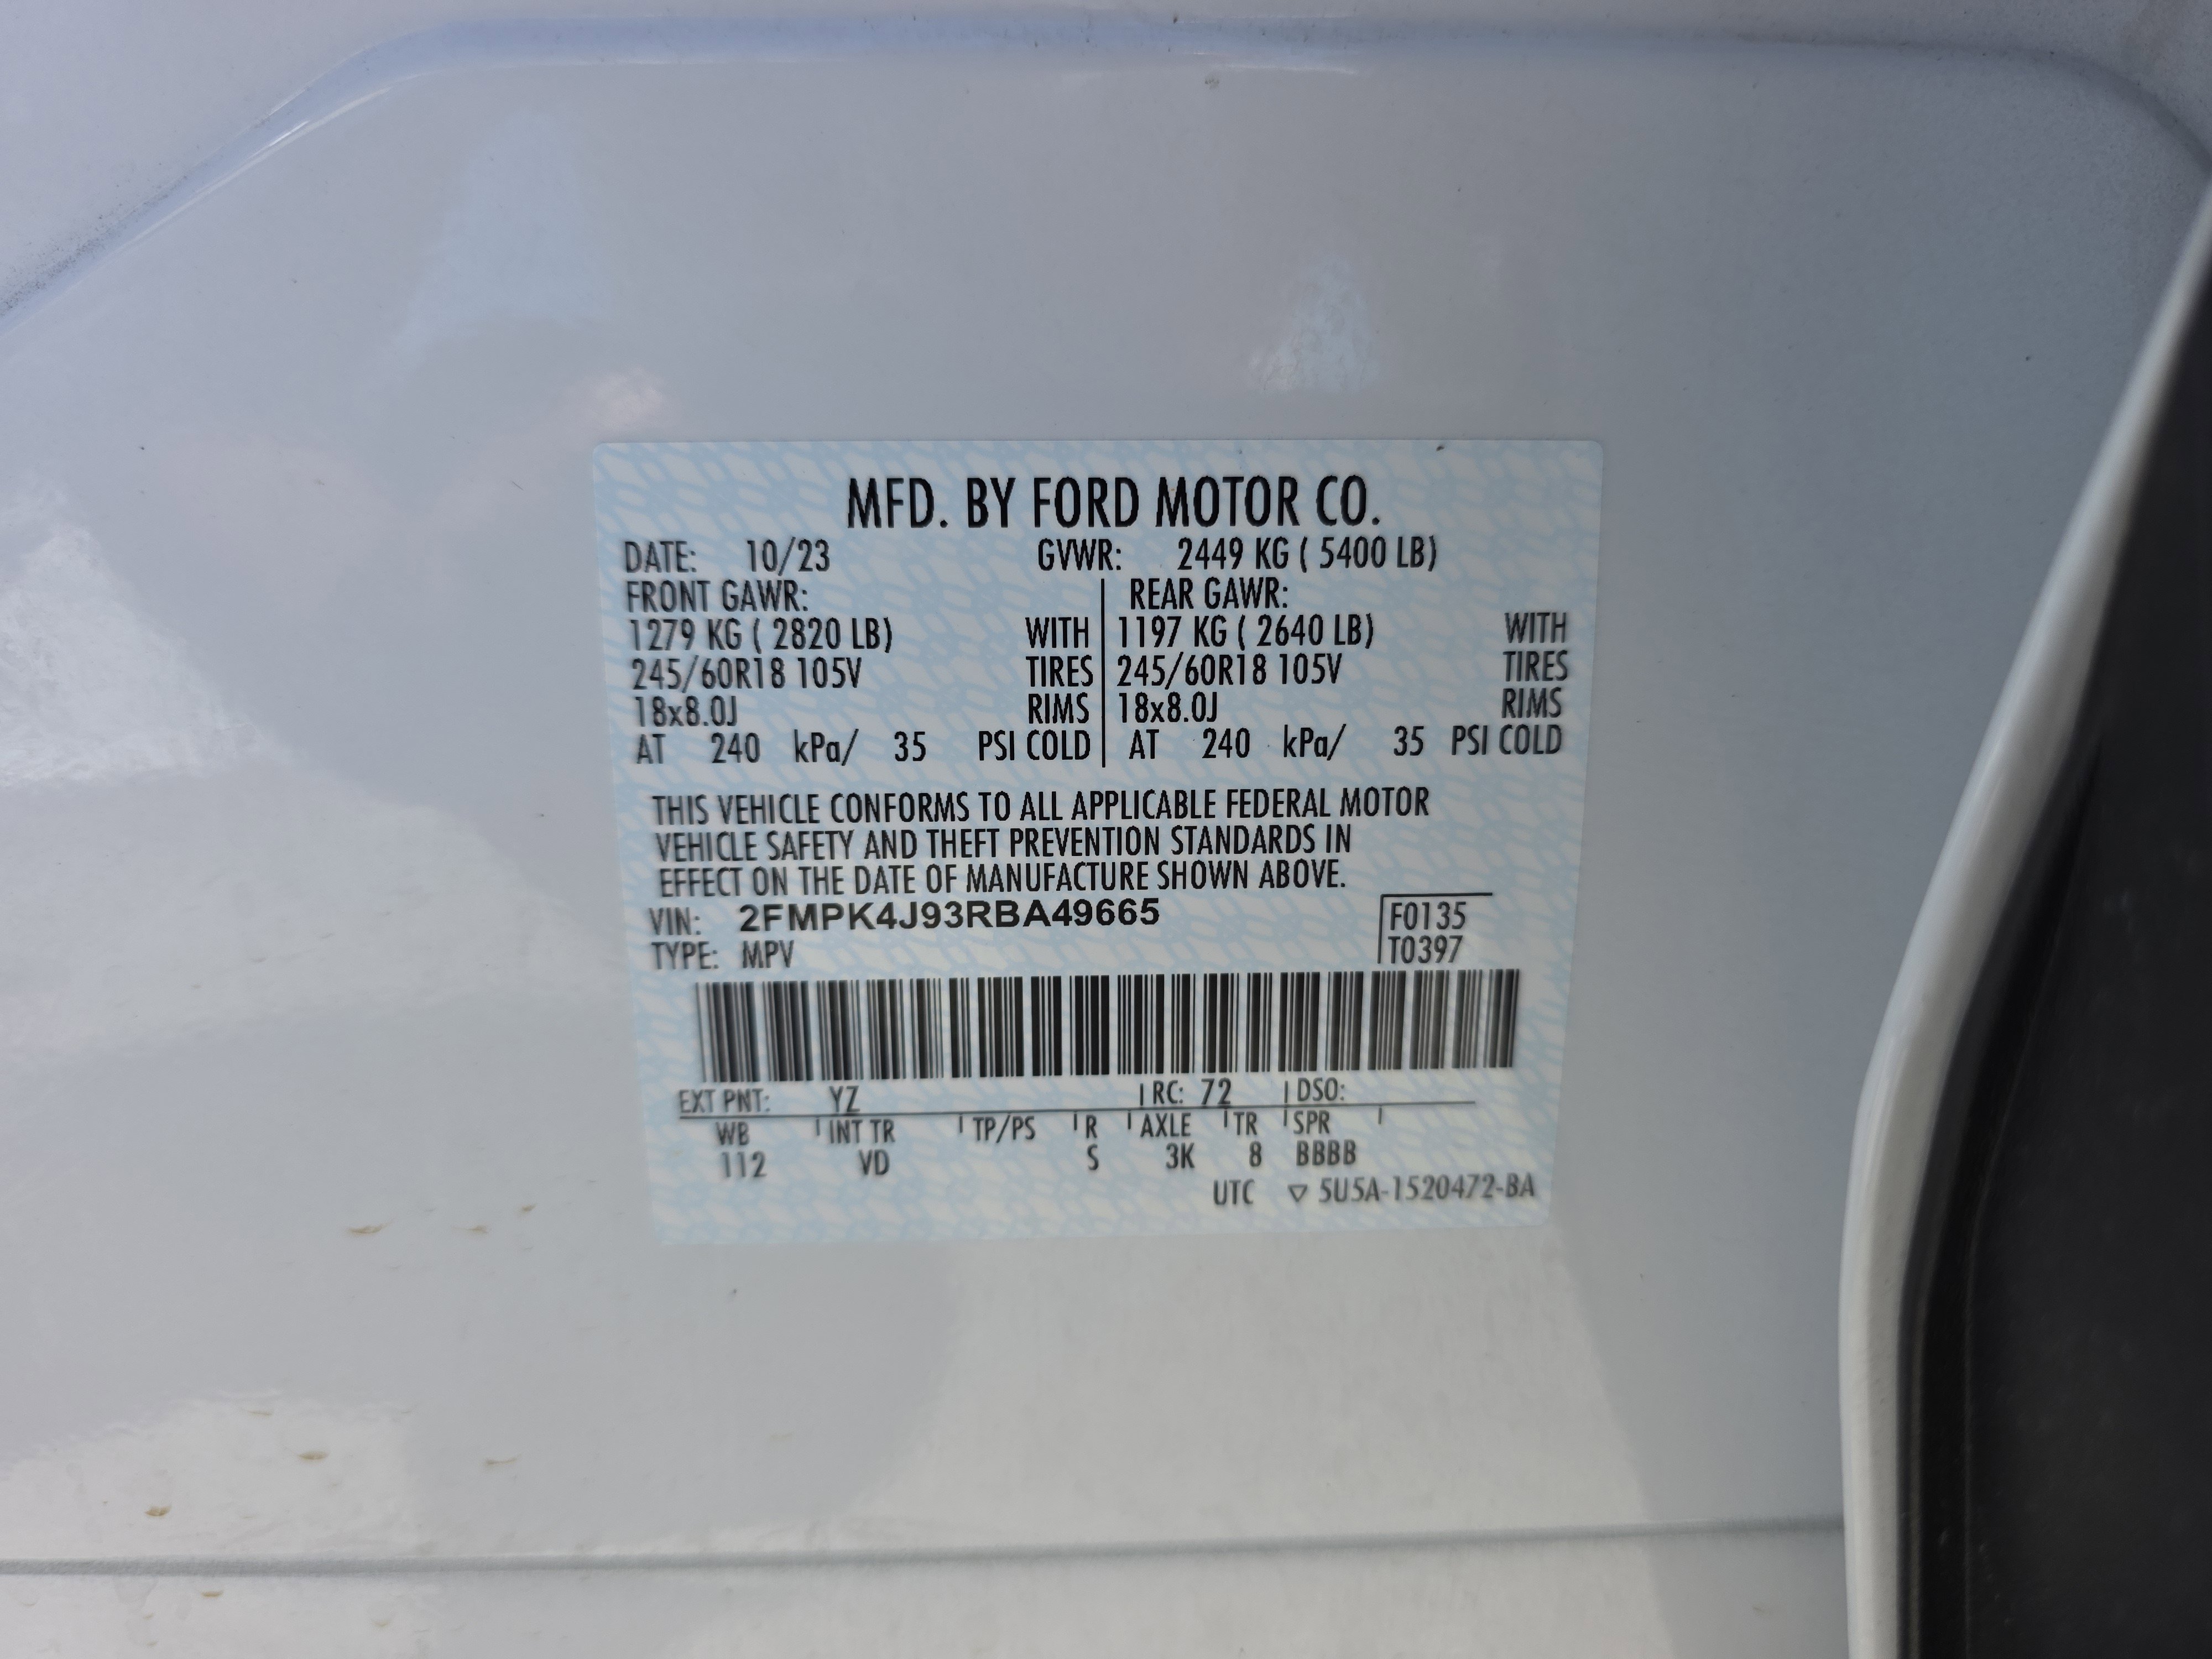 MFD. BY FORD MOTOR CO.
DATE: 10/23 GVWR: 2449 KG ( 5400 LB)
FRONT GAWR: REAR GAWR:
1279 KG ( 2820 LB) WITH 1197 KG ( 2640 LB) WITH
245/60R18 105V TIRES 245/60R18 105V TIRES
18x8.0J RIMS 18x8.0J RIMS
AT 240 kPa/ 35 PSI COLD AT 240 kPa/ 35 PSI COLD
THIS VEHICLE CONFORMS TO ALL APPLICABLE FEDERAL MOTOR
VEHICLE SAFETY AND THEFT PREVENTION STANDARDS IN
EFFECT ON THE DATE OF MANUFACTURE SHOWN ABOVE.
VIN: 2FMPK4J93RBA49665 F0135
TYPE: MPV T0397
EXT PNT: YZ RC: 72 DSO:
WB INT TR TP/PS R AXLE TR SPR
112 VD S 3K 8 BBBB
UTC ▽ 5U5A-1520472-BA